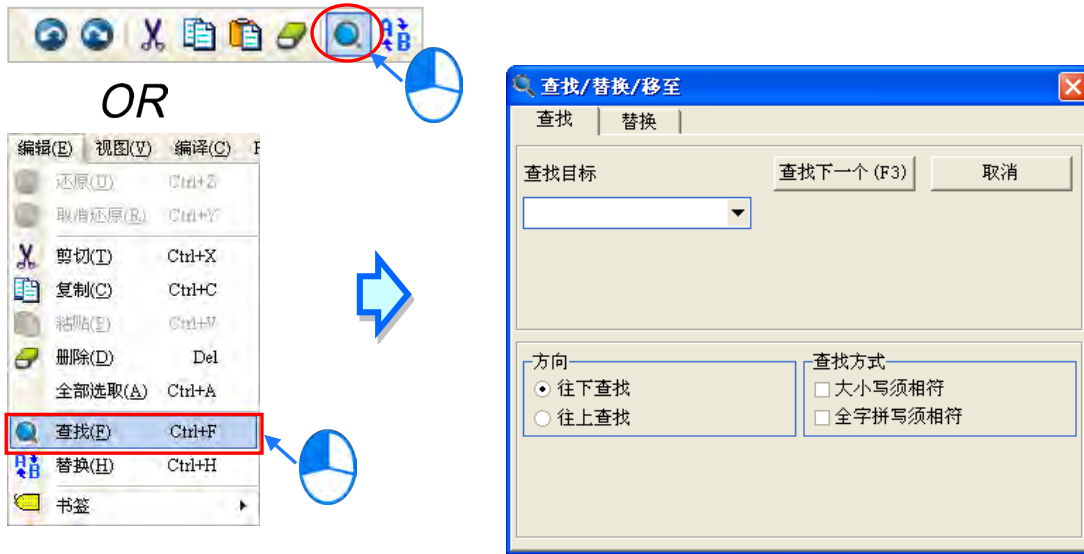 OR
编辑(E) 视图(V) 编译(C)
还原(U) Ctrl+Z
取消还原(R) Ctrl+Y
剪切(T) Ctrl+X
复制(C) Ctrl+C
粘贴(P) Ctrl+V
删除(D) Del
全部选取(A) Ctrl+A
查找(F) Ctrl+F
替换(H) Ctrl+H
书签
查找/替换/移至
查找 替换
查找目标 查找下一个(F3) 取消
方向 查找方式
往下查找 大小写须相符
往上查找 全字拼写须相符